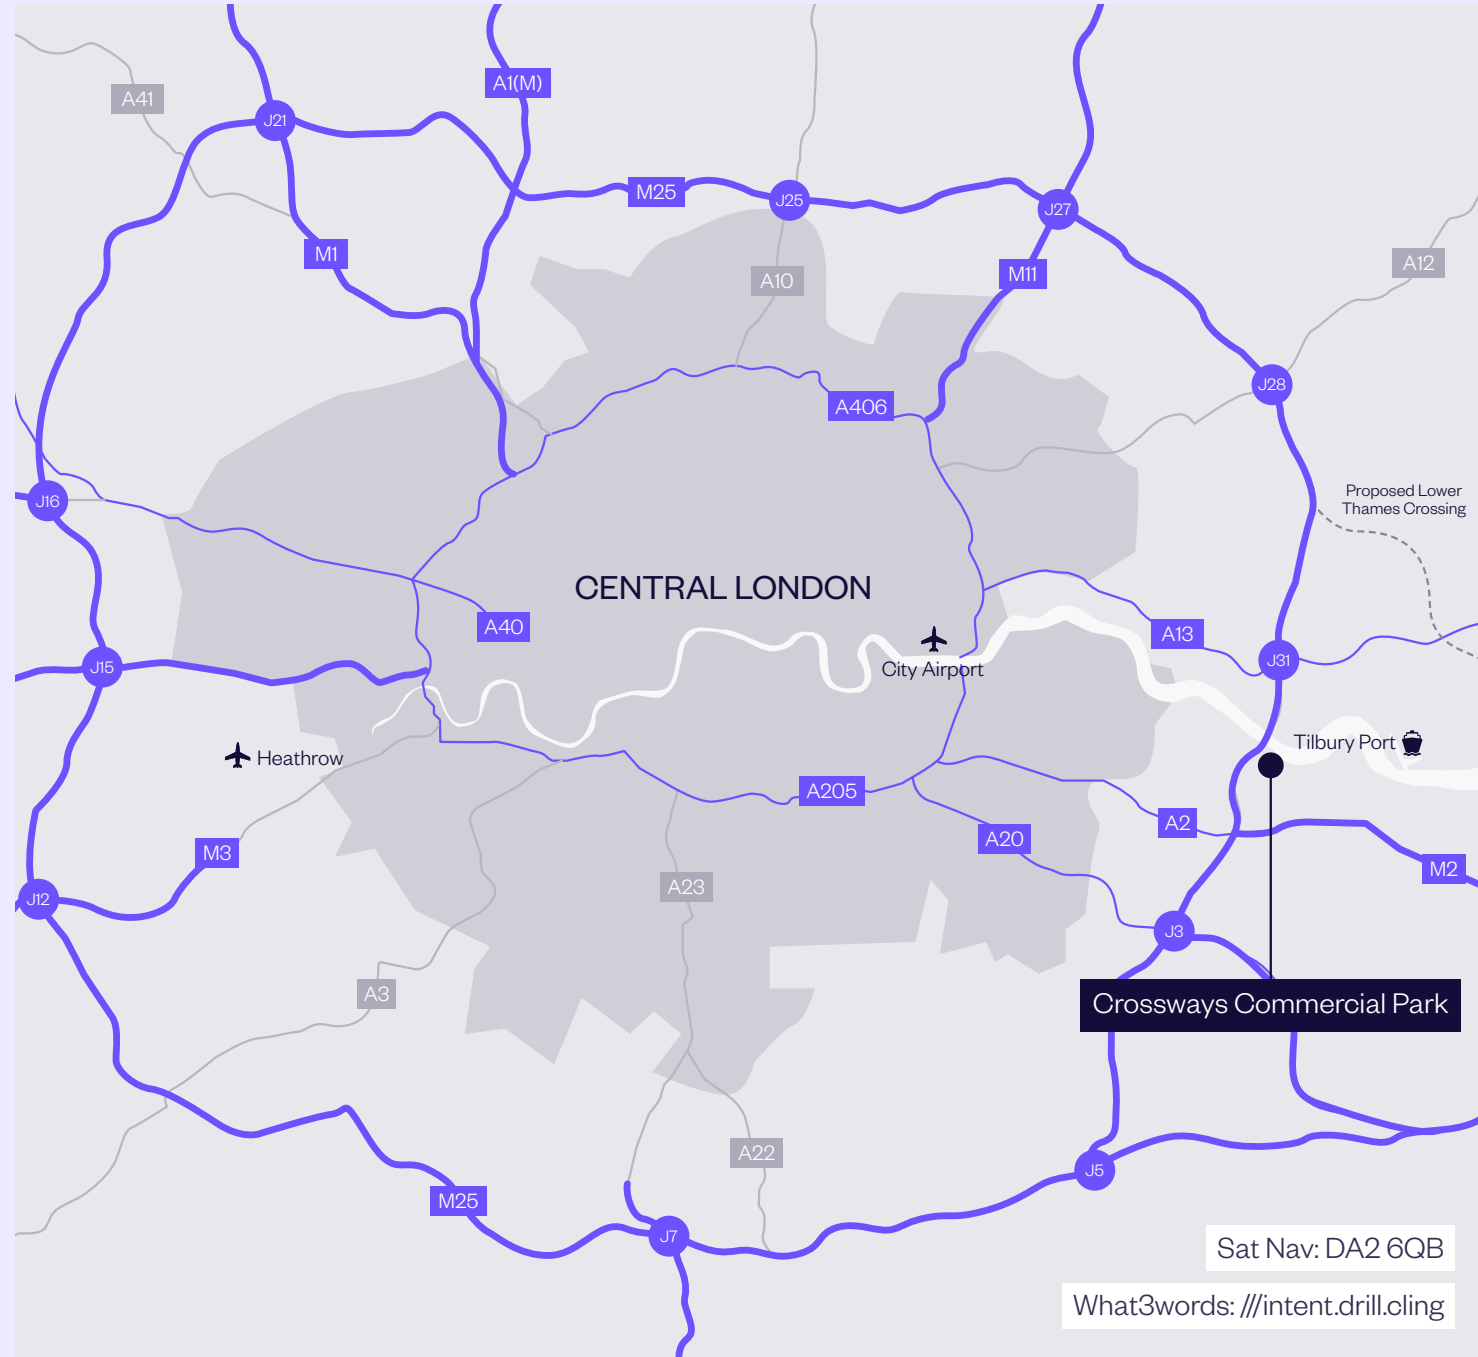 A1(M)
A41
J21
M25
J25
J27
M1
A12
M11
A10
J28
A406
Proposed Lower
Thames Crossing
J16
CENTRAL LONDON
A40
A13
City Airport
J15
J31
Tilbury Port
Heathrow
A205
A2
A20
M3
M2
A23
J12
J3
A3
Crossways Commercial Park
A22
J5
M25
J7
Sat Nav: DA2 6QB
What3words: ///intent.drill.cling